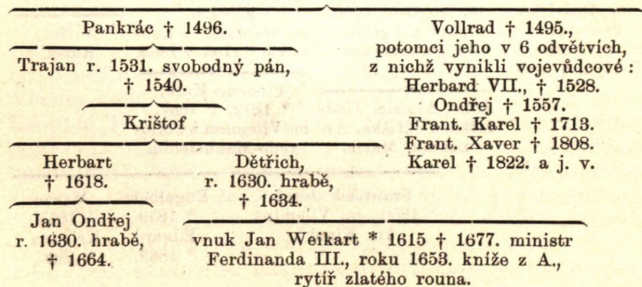 Pankrác † 1496.
Trajan r. 1531. svobodný pán,
† 1540.
Krištof
Herbart
† 1618.
Dětřich,
r. 1630. hrabě,
† 1634.
Jan Ondřej
r. 1630. hrabě,
† 1664.
vnuk Jan Weikart * 1615 † 1677. ministr
Ferdinanda III., roku 1653. kníže z A.,
rytíř zlatého rouna.
Vollrad † 1495.,
potomci jeho v 6 odvětvích,
z nichž vynikli vojevůdcové :
Herbard VII., † 1528.
Ondřej † 1557.
Frant. Karel † 1713.
Frant. Xaver † 1808.
Karel † 1822. a j. v.